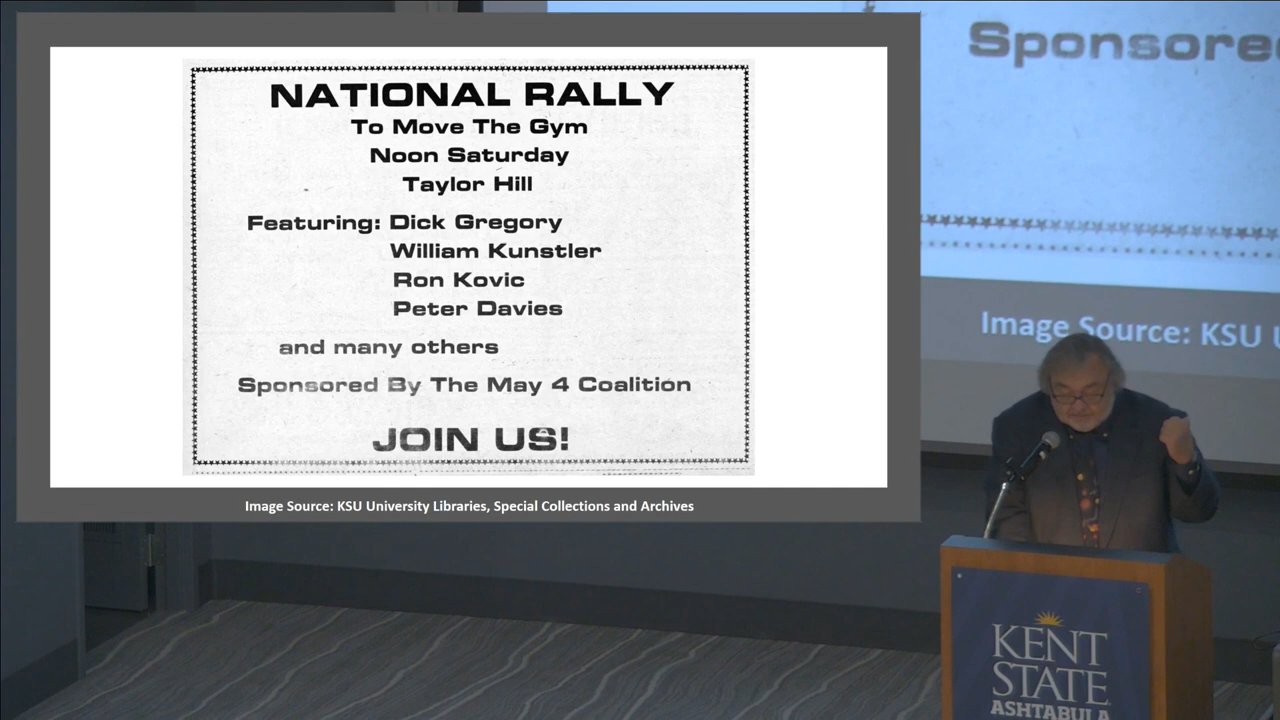 NATIONAL RALLY
To Move The Gym
Noon Saturday
Taylor Hill
Featuring: Dick Gregory
William Kunstler
Ron Kovic
Peter Davies
and many others
Sponsored By The May 4 Coalition
JOIN US!
Image Source: KSU University Libraries, Special Collections and Archives
Sponsore
Image Source: KSU U
KENT
STATE
ASHTABULA